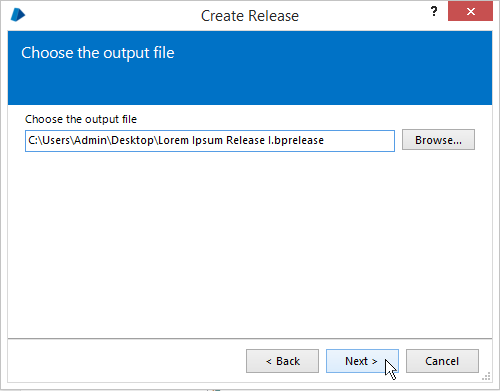 Create Release
?
Choose the output file
Choose the output file
C:\Users\Admin\Desktop\Lorem Ipsum Release I.bprelease
Browse...
< Back
Next >
Cancel